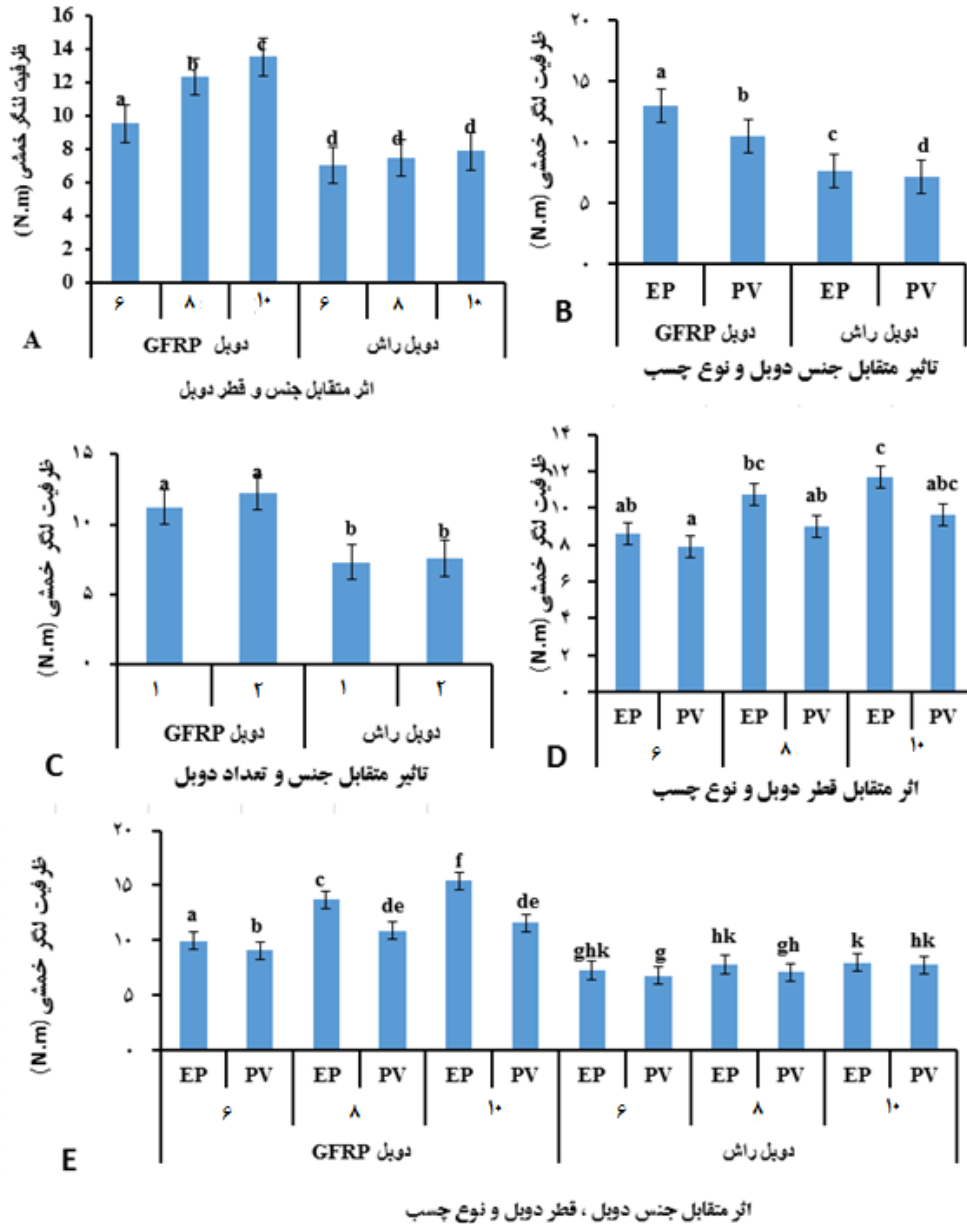 ظرفیت لنگر خمشی (N.m)
16
14
12
10
8
6
4
2
0
a
b
c
d
d
d
۶
۸
۱۰
۶
۸
۱۰
دوبل GFRP
دوبل راش
A
اثر متقابل جنس و قطر دوبل
ظرفیت لنگر خمشی (N.m)
۲۰
۱۵
۱۰
۵
۰
a
b
c
d
EP PV EP PV
دوبل GFRP
دوبل راش
B
تاثیر متقابل جنس دوبل و نوع چسب
ظرفیت لنگر خمشی (N.m)
۱۵
۱۰
۵
۰
a
a
b
b
۱
۲
۱
۲
دوبل GFRP
دوبل راش
C
تاثیر متقابل جنس و تعداد دوبل
ظرفیت لنگر خمشی (N.m)
۱۴
۱۲
۱۰
۸
۶
۴
۲
۰
ab
a
bc
ab
c
abc
EP PV EP PV EP PV
۶
۸
۱۰
D
اثر متقابل قطر دوبل و نوع چسب
ظرفیت لنگر خمشی (N.m)
۲۰
۱۵
۱۰
۵
۰
a
b
c
de
f
de
ghk
g
hk
gh
k
hk
EP PV EP PV EP PV EP PV EP PV EP PV
۶
۸
۱۰
۶
۸
۱۰
دوبل GFRP
دوبل راش
E
اثر متقابل جنس دوبل ، قطر دوبل و نوع چسب